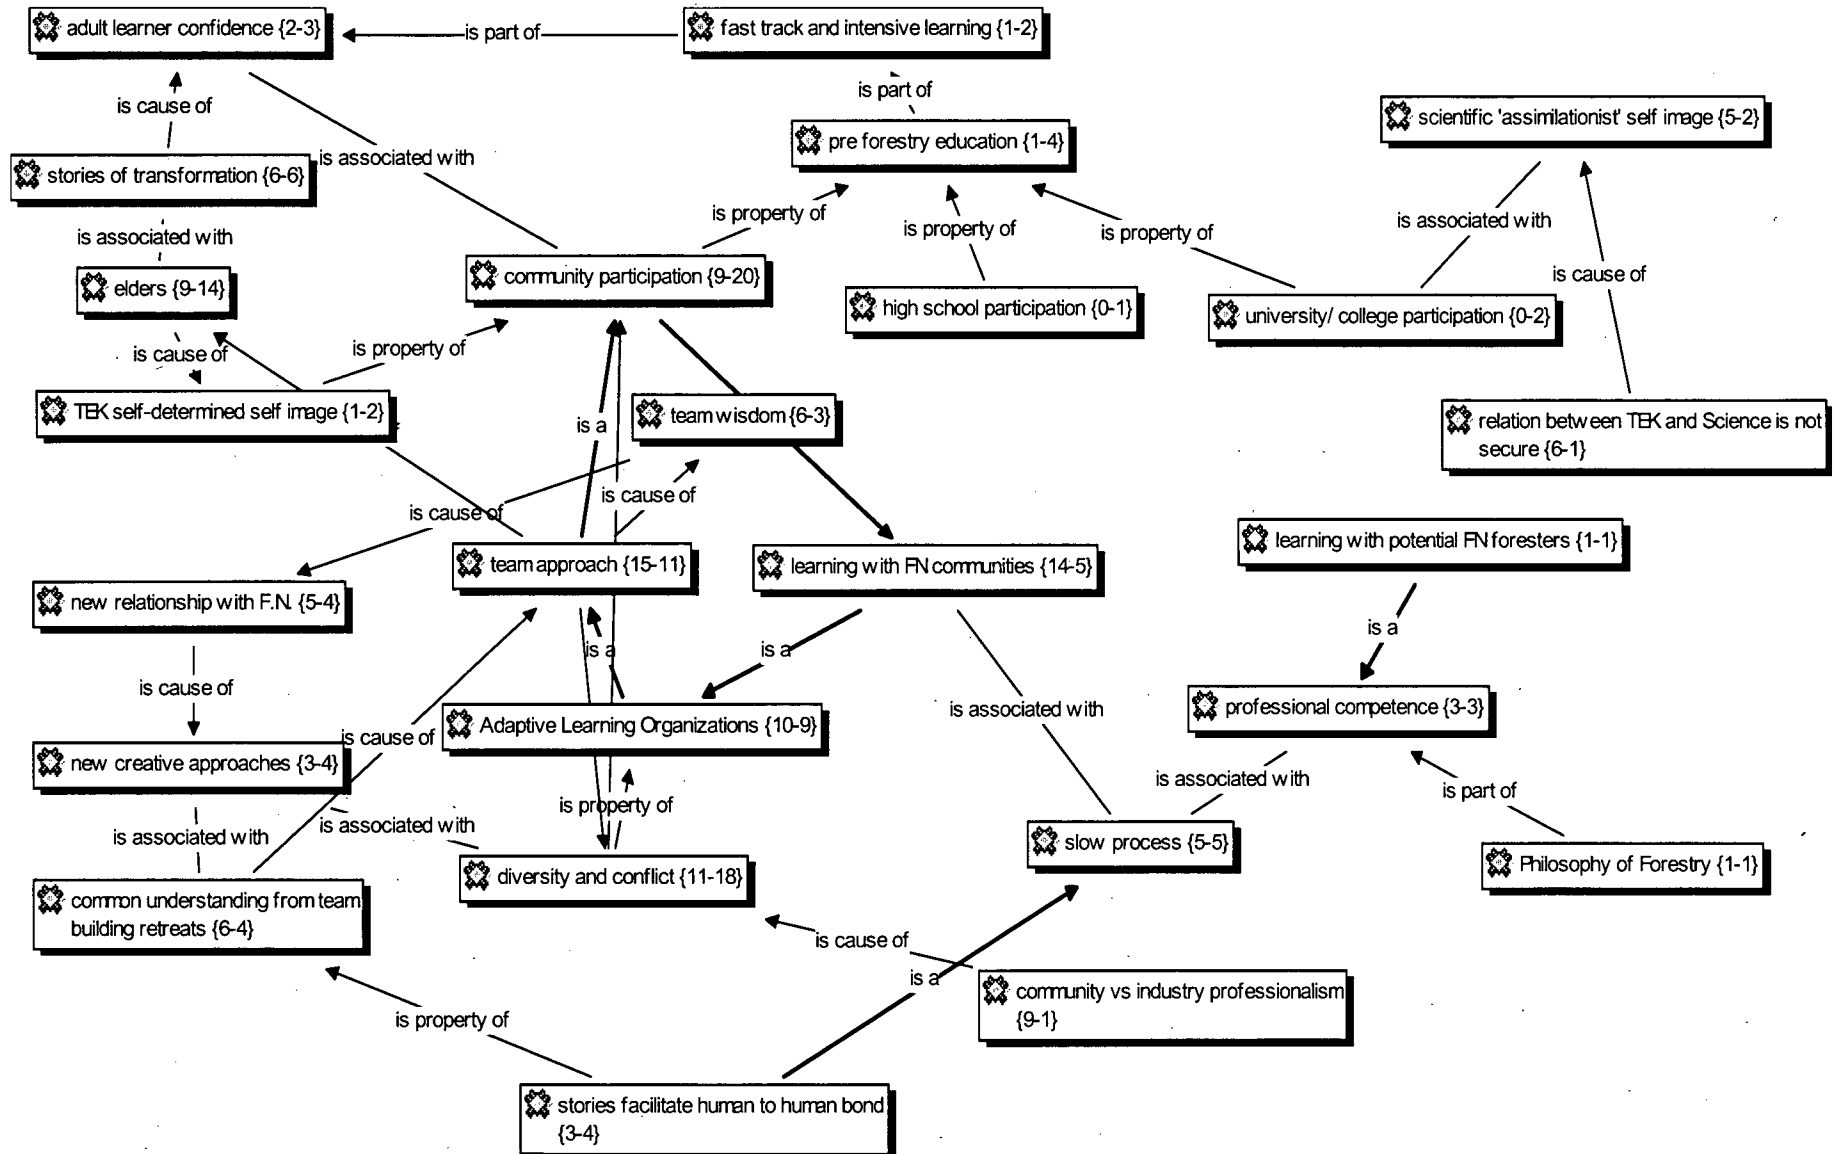 adult learner confidence {2-3}
is part of
fast track and intensive learning {1-2}
is cause of
is part of
scientific 'assimilationist' self image {5-2}
pre forestry education {1-4}
is associated with
stories of transformation {6-6}
is property of
is property of
is property of
is associated with
is associated with
community participation {9-20}
elders {9-14}
is cause of
high school participation {0-1}
university/ college participation {0-2}
is cause of
is property of
TEK self-determined self image {1-2}
is a
team wisdom {6-3}
relation between TEK and Science is not
secure {6-1}
is cause of
is cause of
learning with potential FN foresters {1-1}
team approach {15-11}
learning with FN communities {14-5}
new relationship with F.N. {5-4}
is a
is a
is a
is cause of
is associated with
professional competence {3-3}
Adaptive Learning Organizations {10-9}
is cause of
new creative approaches {3-4}
is associated with
is part of
is property of
is associated with
is associated with
slow process {5-5}
Philosophy of Forestry {1-1}
diversity and conflict {11-18}
common understanding from team
building retreats {6-4}
is cause of
is a
community vs industry professionalism
{9-1}
is property of
stories facilitate human to human bond
{3-4}